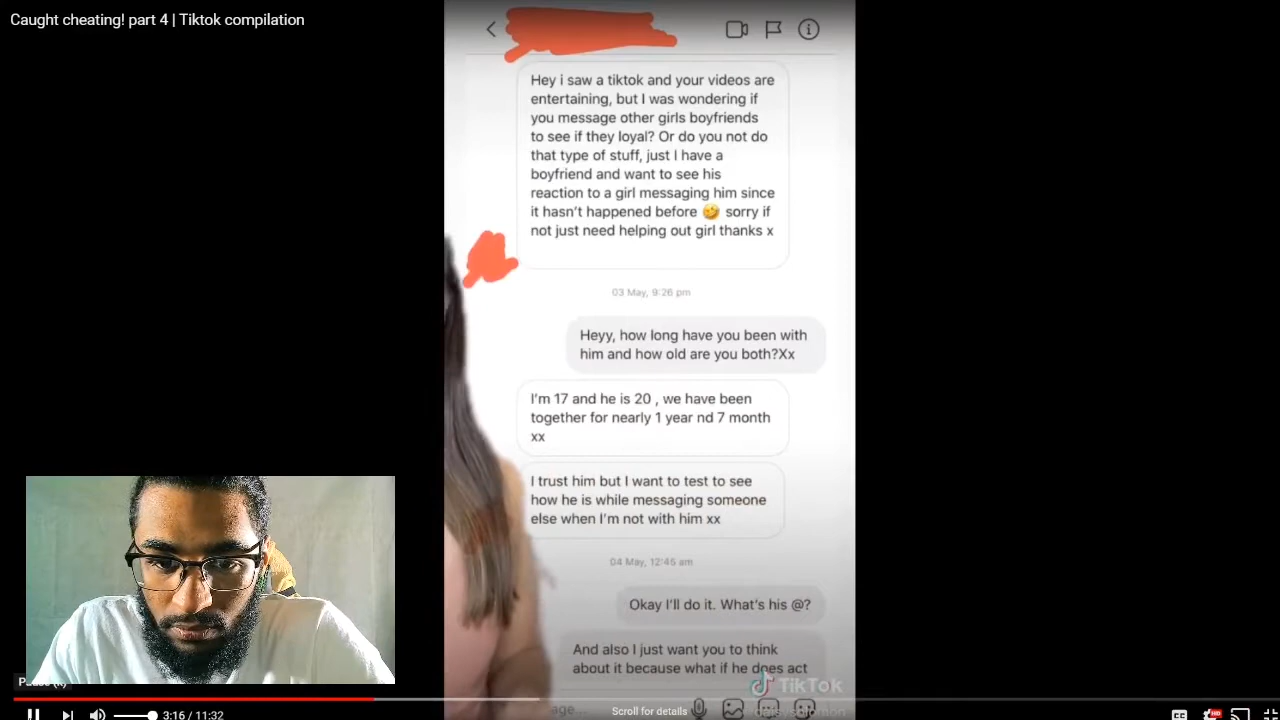 Caught cheating! part 4 | Tiktok compilation
Hey i saw a tiktok and your videos are
entertaining, but I was wondering if
you message other girls boyfriends
to see if they loyal? Or do you not do
that type of stuff, just I have a
boyfriend and want to see his
reaction to a girl messaging him since
it hasn't happened before 🤣 sorry if
not just need helping out girl thanks x
03 May, 9:26 pm
Heyy, how long have you been with
him and how old are you both?Xx
I'm 17 and he is 20 , we have been
together for nearly 1 year nd 7 month
xx
I trust him but I want to test to see
how he is while messaging someone
else when I'm not with him xx
04 May, 12:45 am
Okay I'll do it. What's his @?
And also I just want you to think
about it because what if he does act
TikTok
Scroll for details
3:16 / 11:32